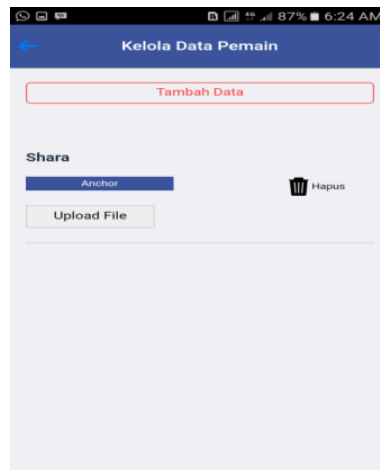 87% 6:24 AM
Kelola Data Pemain
Tambah Data
Shara
Anchor
Hapus
Upload File